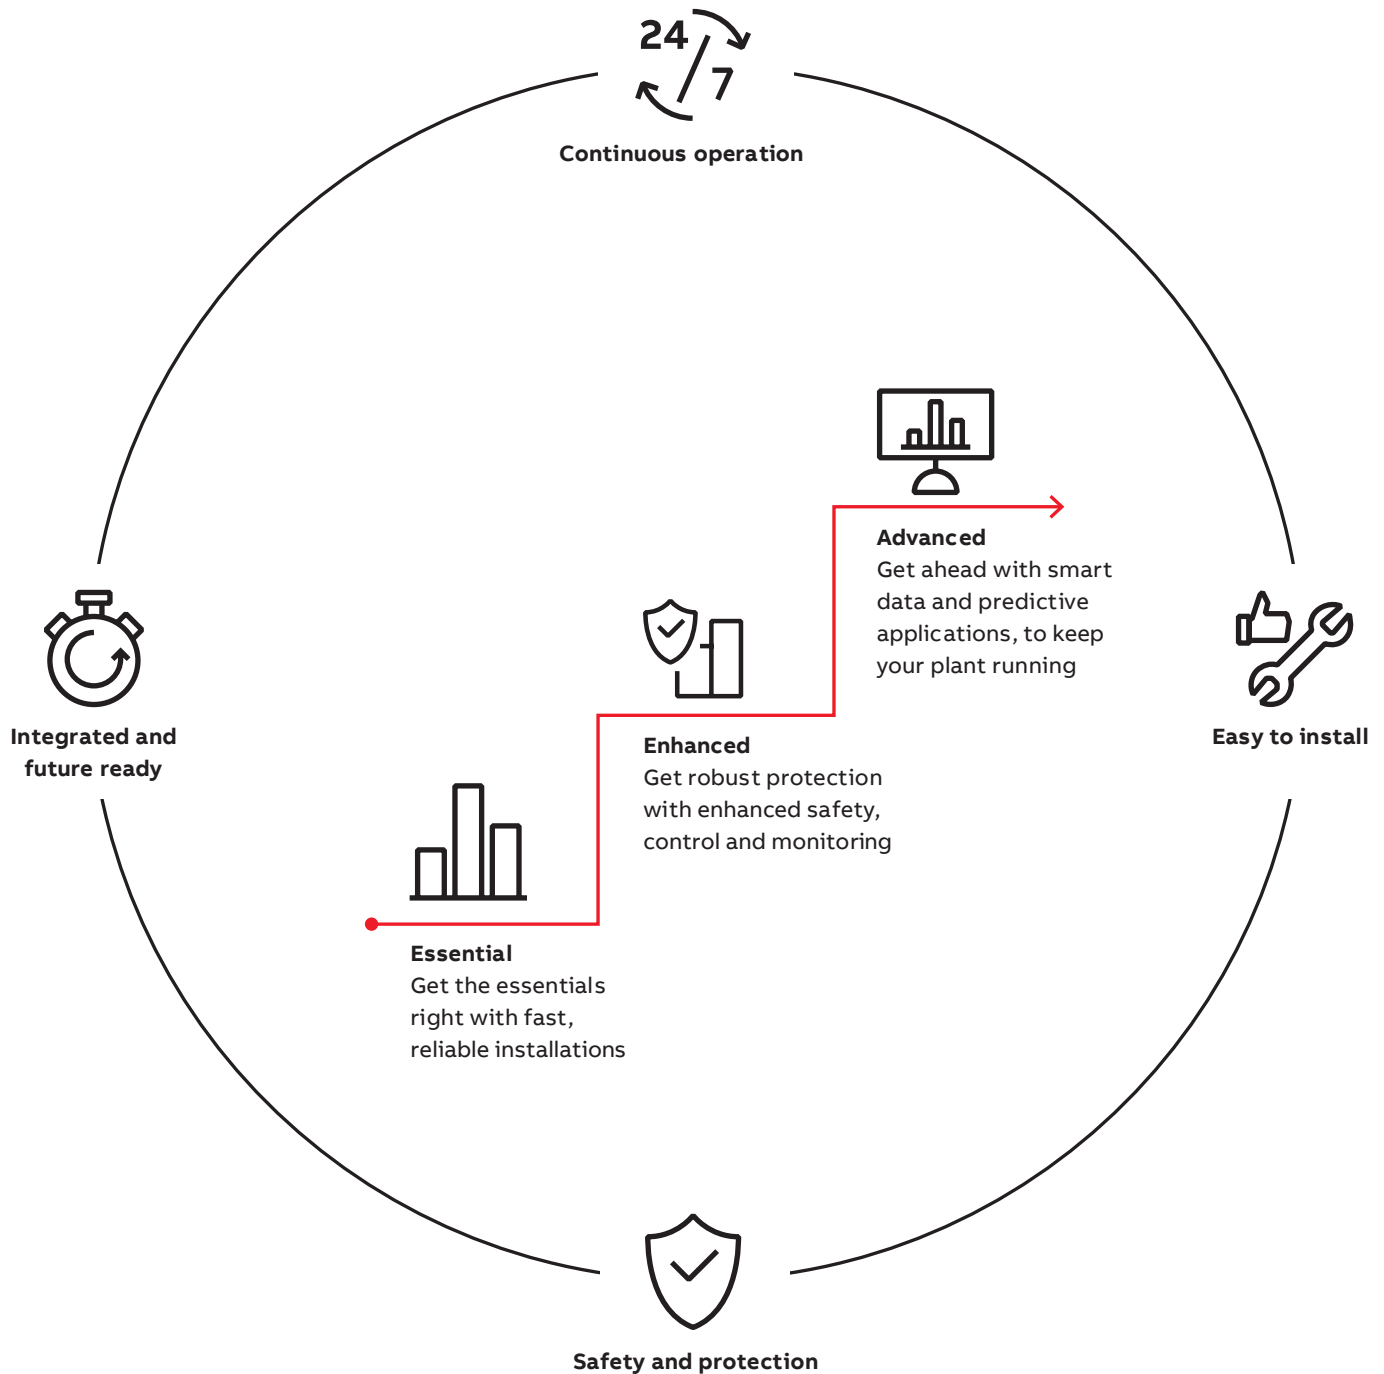 24
7
Continuous operation
Advanced
Get ahead with smart
data and predictive
applications, to keep
your plant running
Integrated and
future ready
Easy to install
Enhanced
Get robust protection
with enhanced safety,
control and monitoring
Essential
Get the essentials
right with fast,
reliable installations
Safety and protection